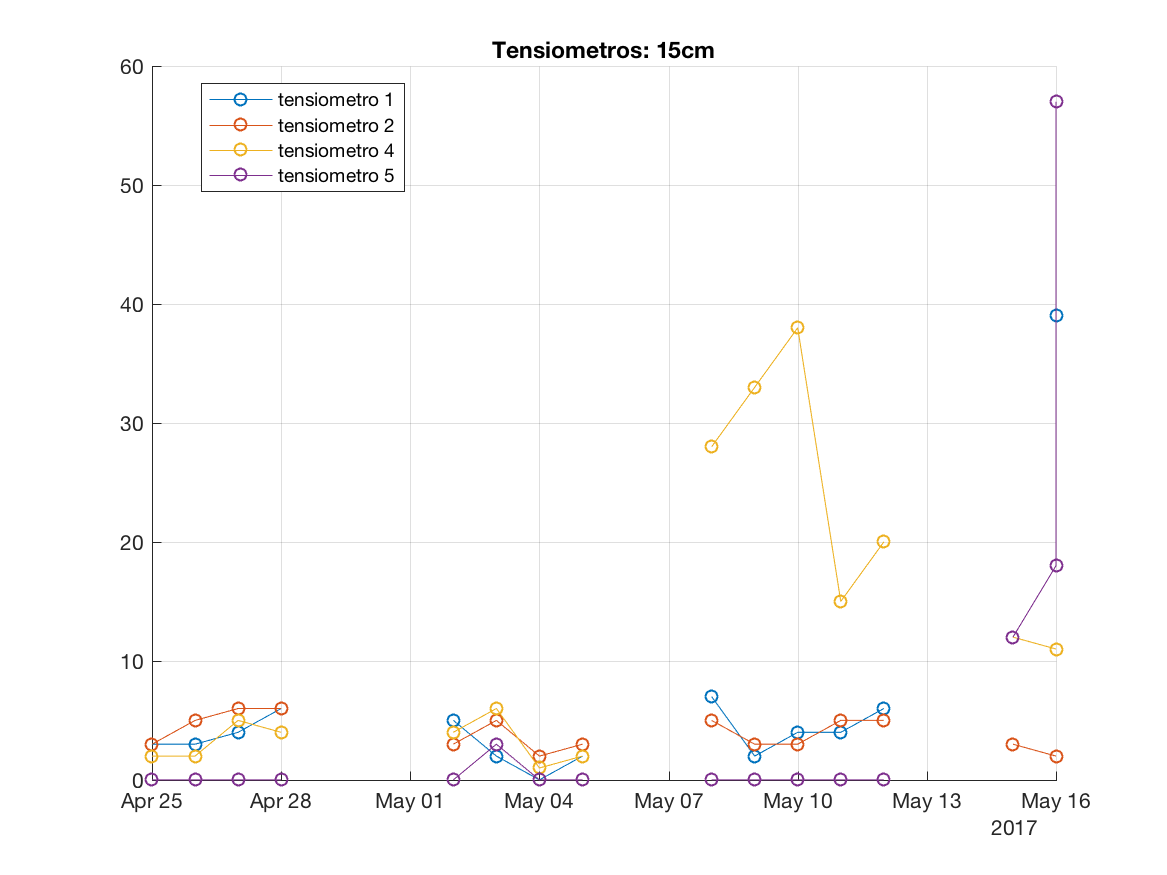 Tensiometros: 15cm
60
tensiometro 1
tensiometro 2
tensiometro 4
tensiometro 5
50
40
30
20
10
0
Apr 25 Apr 28 May 01 May 04 May 07 May 10 May 13 May 16
2017